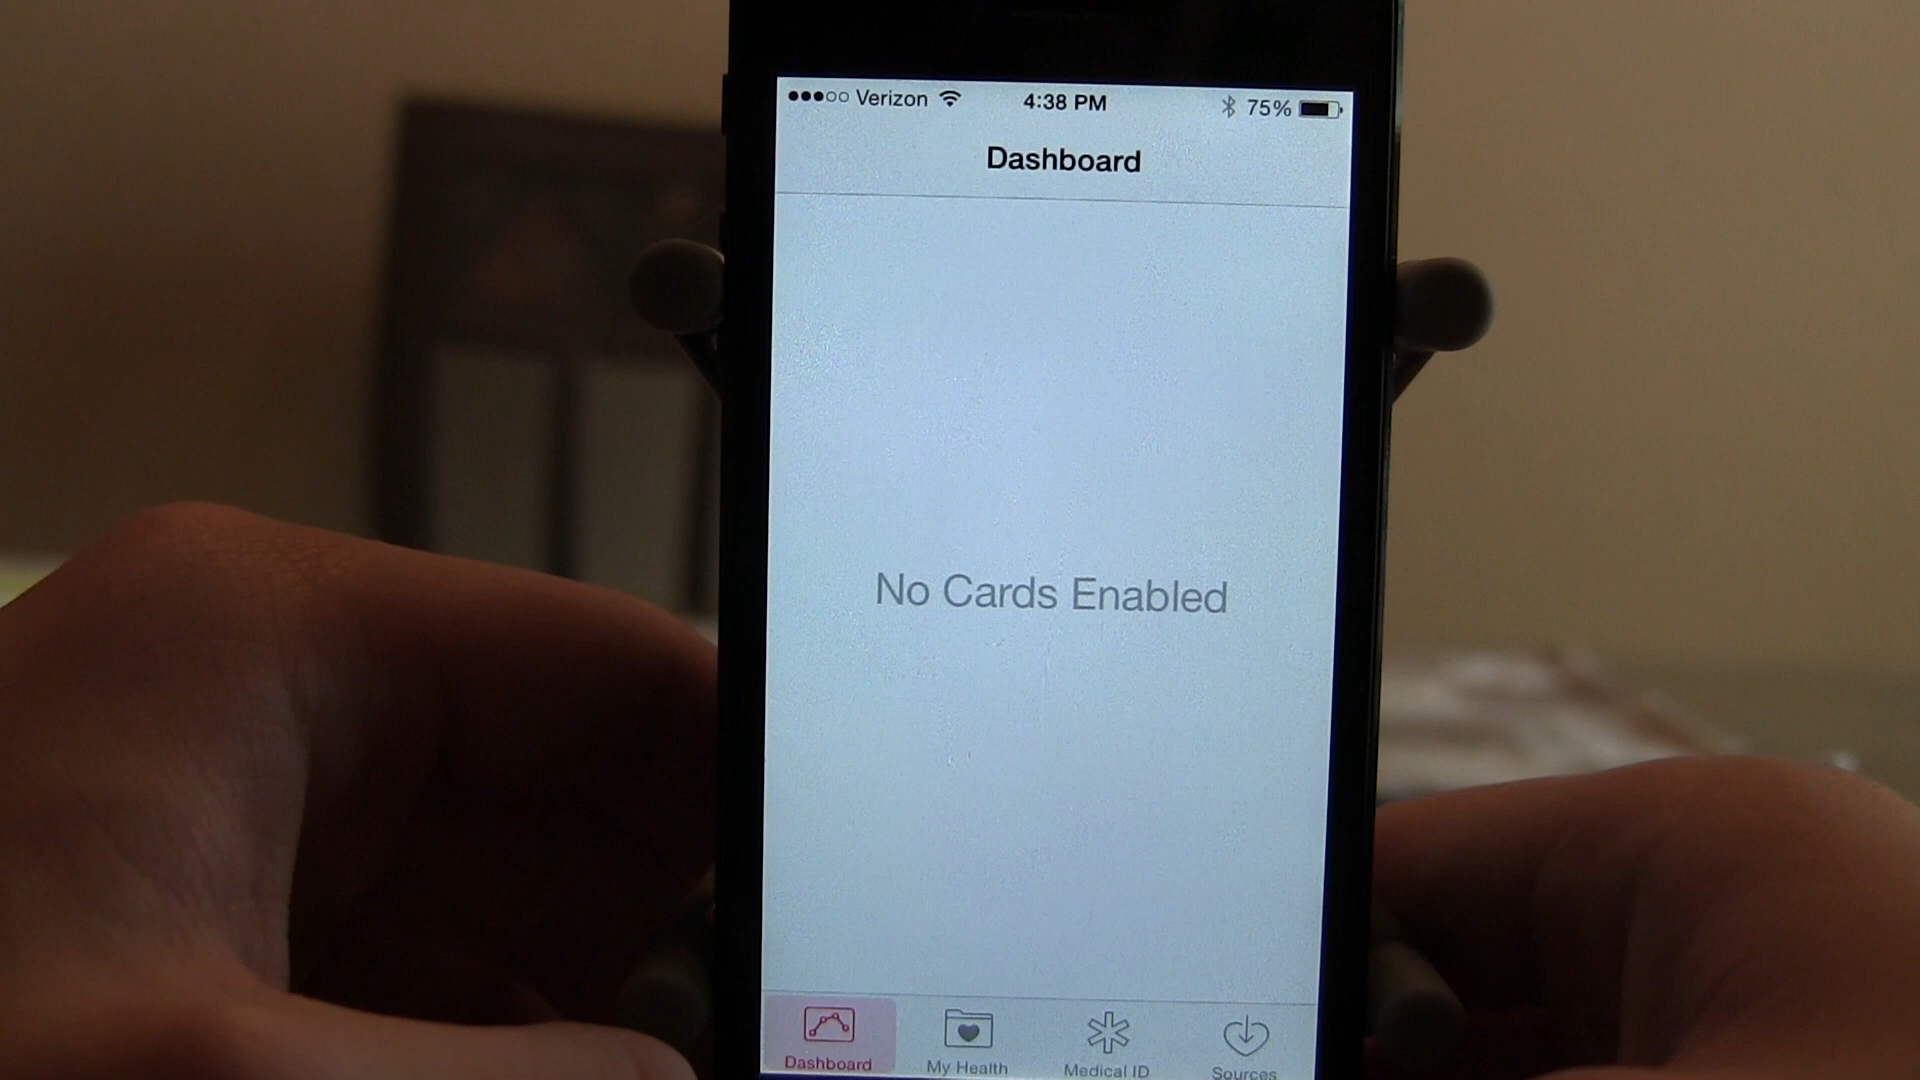 Verizon 4:38 PM 75%
Dashboard
No Cards Enabled
Dashboard My Health Medical ID Sources